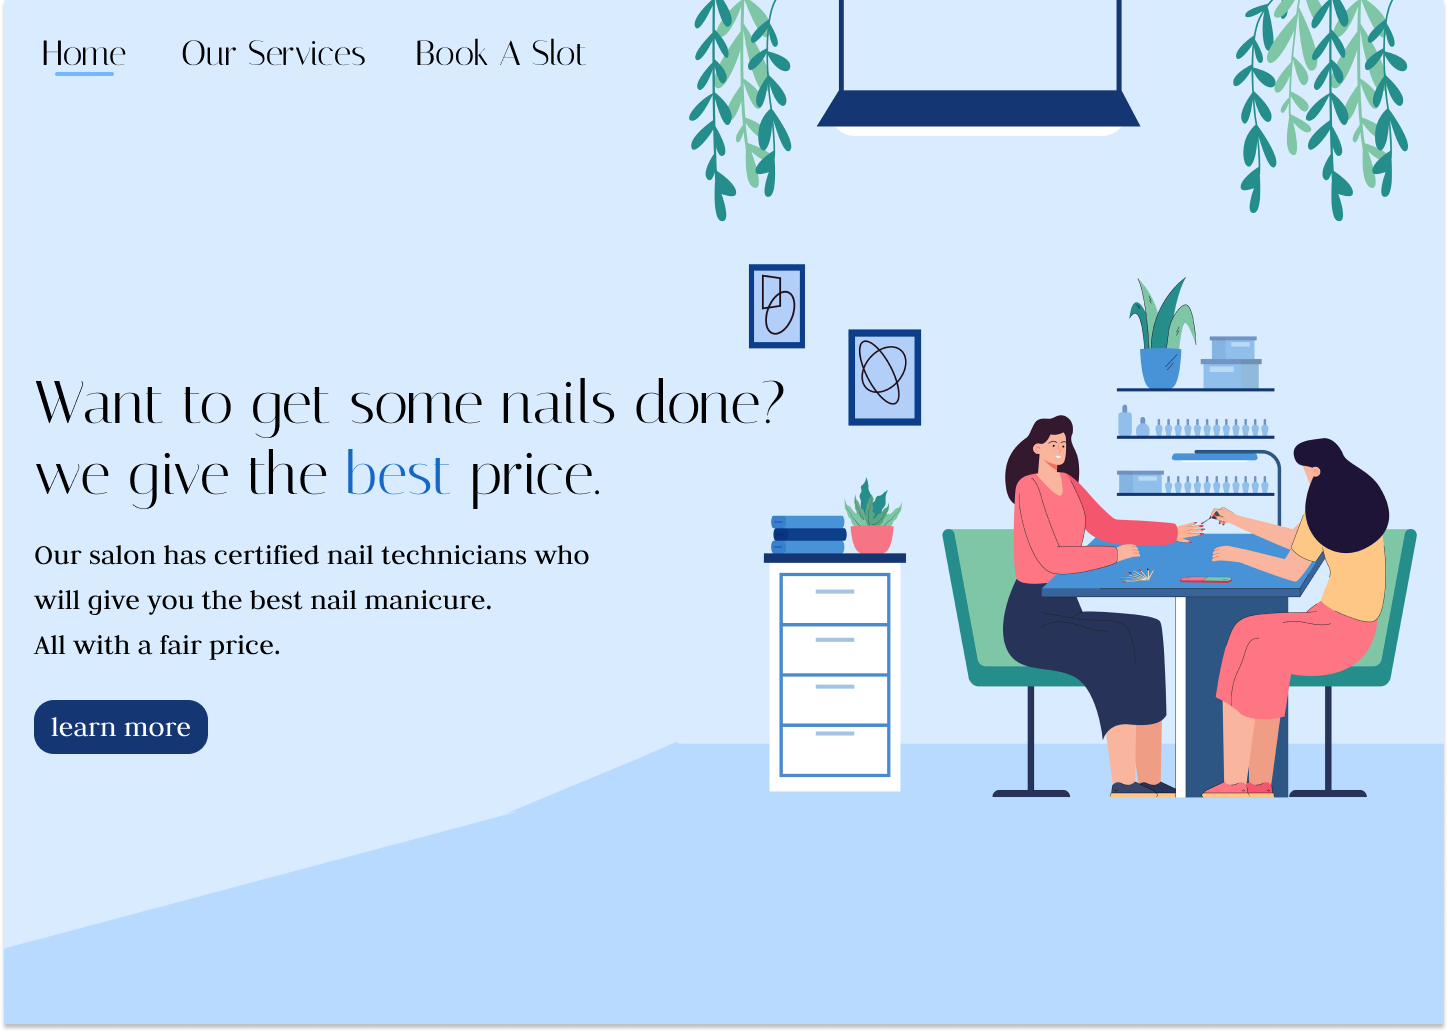 Home Our Services Book A Slot
Want to get some nails done?
we give the best price.
Our salon has certified nail technicians who
will give you the best nail manicure.
All with a fair price.
learn more